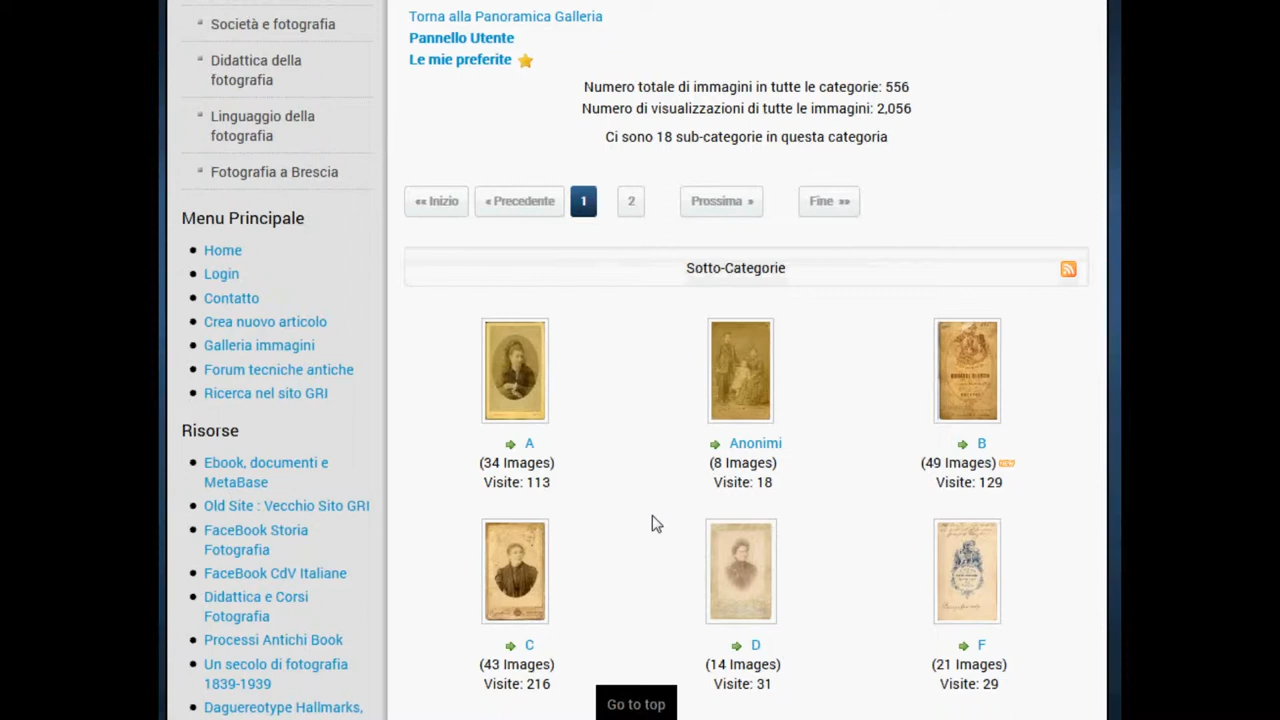 Società e fotografia
Didattica della
fotografia
Linguaggio della
fotografia
Fotografia a Brescia
Menu Principale
Home
Login
Contatto
Crea nuovo articolo
Galleria immagini
Forum tecniche antiche
Ricerca nel sito GRI
Risorse
Ebook, documenti e
MetaBase
Old Site : Vecchio Sito GRI
FaceBook Storia
Fotografia
FaceBook CdV Italiane
Didattica e Corsi
Fotografia
Processi Antichi Book
Un secolo di fotografia
1839-1939
Daguereotype Hallmarks,
Torna alla Panoramica Galleria
Pannello Utente
Le mie preferite
Numero totale di immagini in tutte le categorie: 556
Numero di visualizzazioni di tutte le immagini: 2,056
Ci sono 18 sub-categorie in questa categoria
«« Inizio « Precedente 1 2 Prossima » Fine »»
Sotto-Categorie
A Anonimi B
(34 Images) (8 Images) (49 Images) NEW
Visite: 113 Visite: 18 Visite: 129
C D F
(43 Images) (14 Images) (21 Images)
Visite: 216 Visite: 31 Visite: 29
Go to top